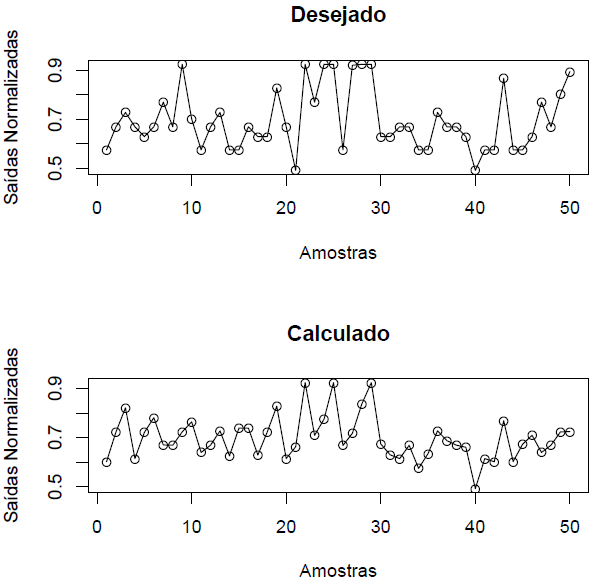 Desejado
Saídas Normalizadas
0.9
0.7
0.5
0 10 20 30 40 50
Amostras
Calculado
Saídas Normalizadas
0.9
0.7
0.5
0 10 20 30 40 50
Amostras